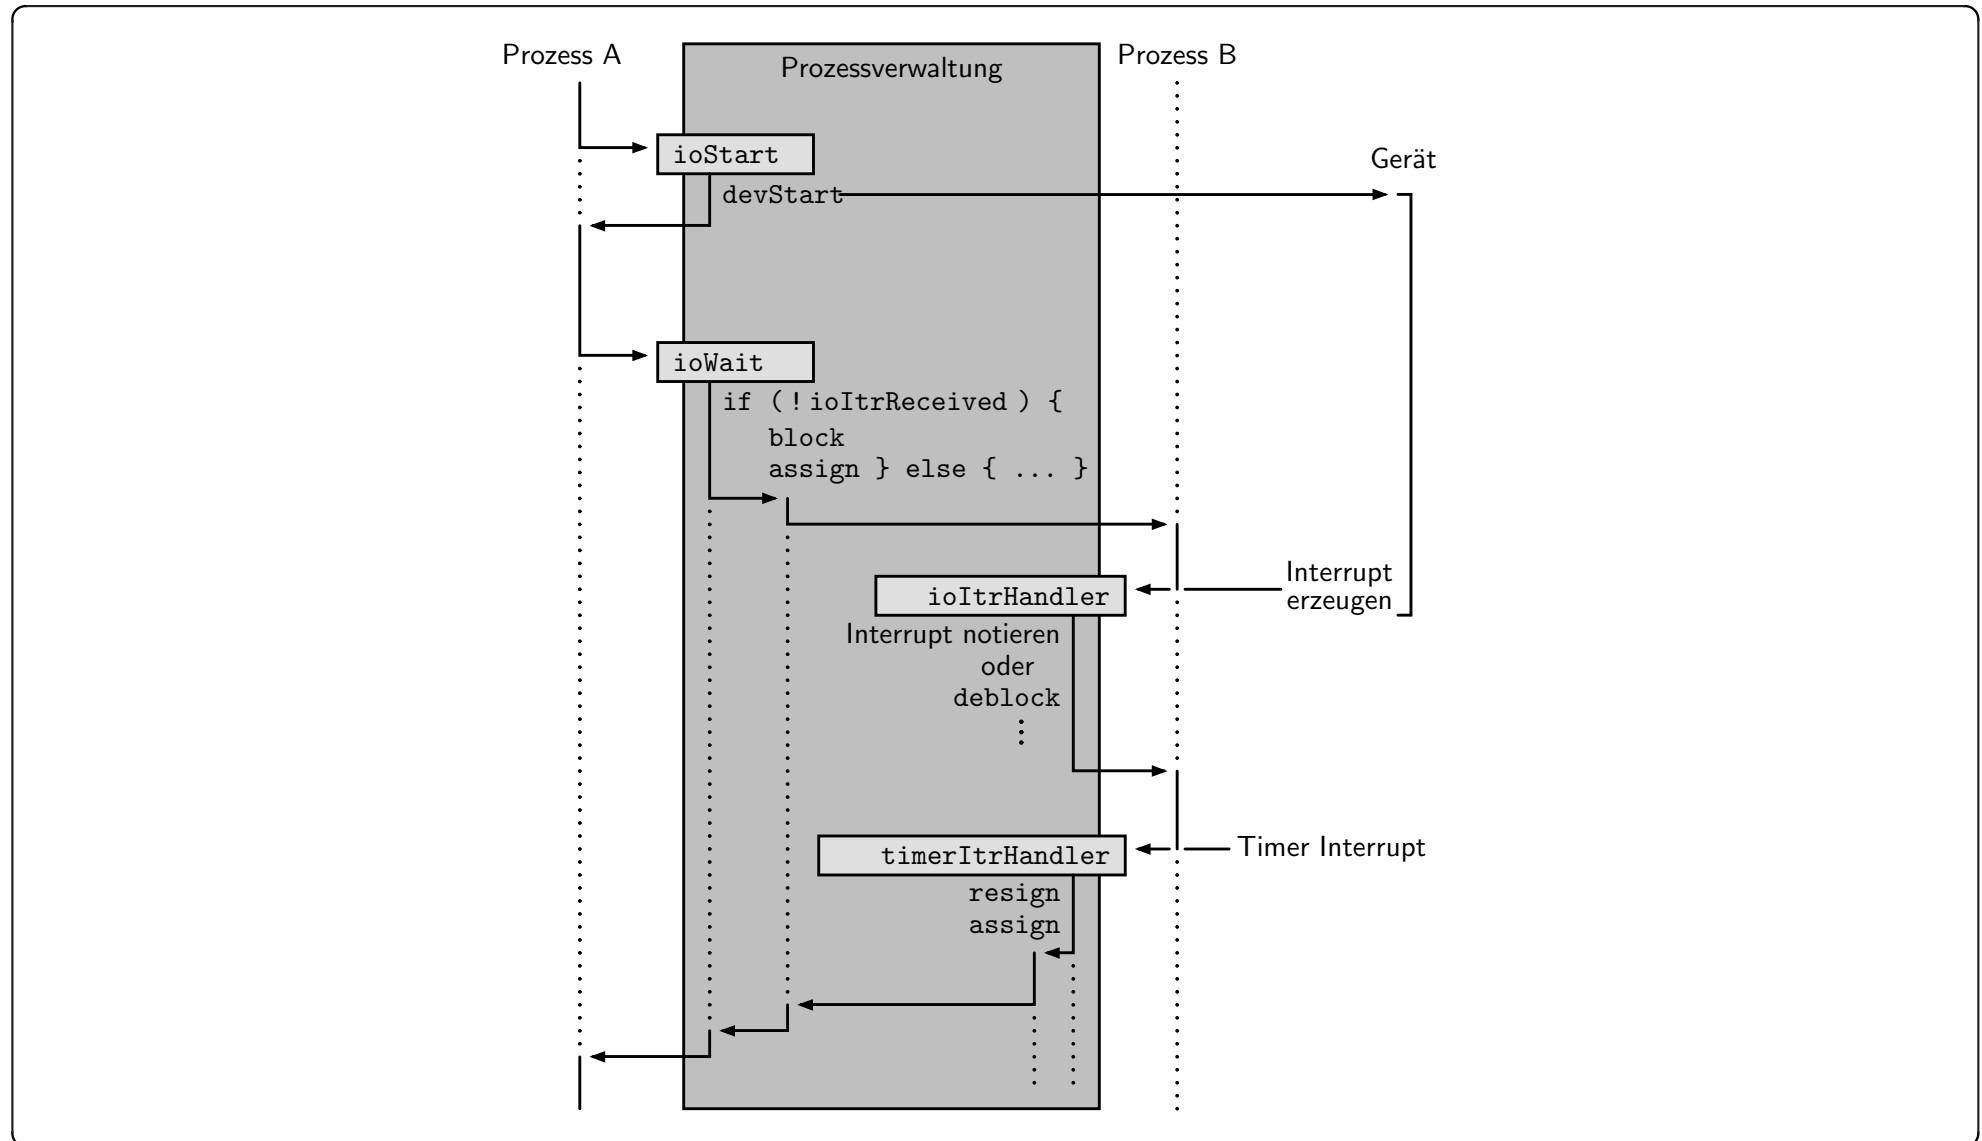 Prozess A
Prozessverwaltung
Prozess B
ioStart
Gerät
devStart
ioWait
if (!ioItrReceived) {
block
assign } else { ... }
Interrupt
erzeugen
ioItrHandler
Interrupt notieren
oder
deblock
⋮
timerItrHandler
Timer Interrupt
resign
assign